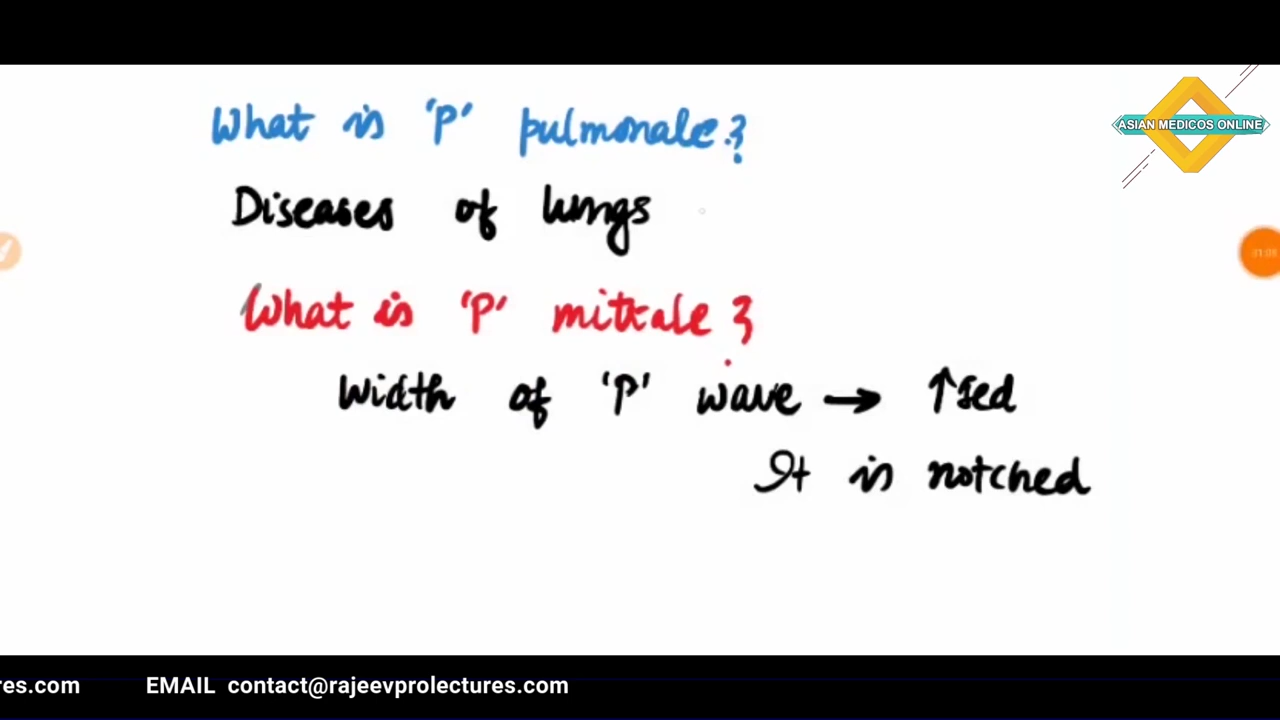 What is 'P' pulmonale?
ASIAN MEDICOS ONLINE
Diseases of lungs
What is 'P' mitrale?
Width of 'P' wave → ↑sed
It is notched
res.com EMAIL contact@rajeevprolectures.com